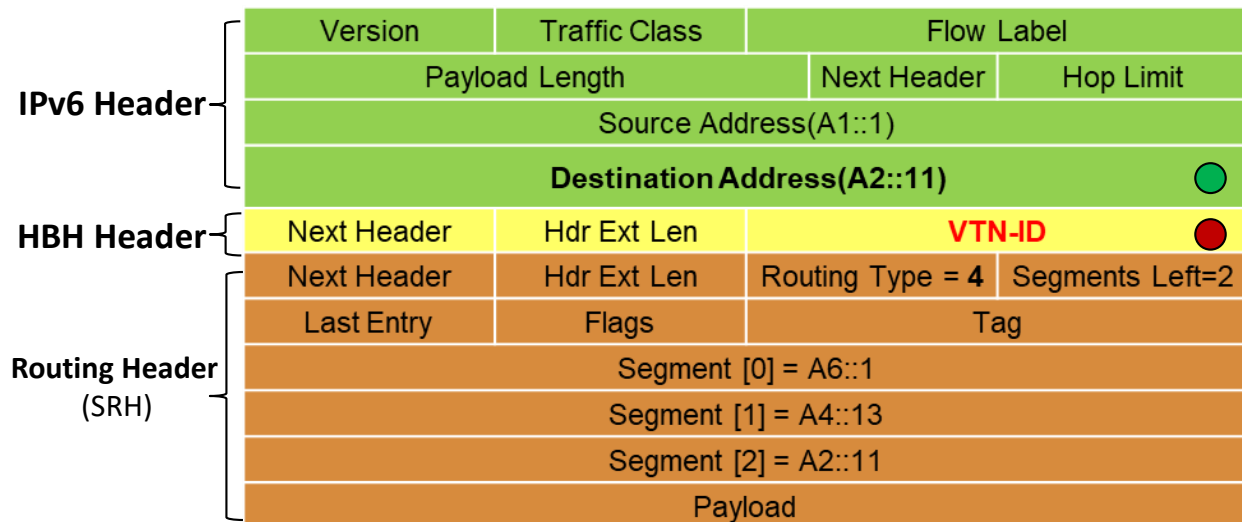 Version Traffic Class Flow Label
IPv6 Header Payload Length Next Header Hop Limit
Source Address(A1::1)
Destination Address(A2::11)
HBH Header Next Header Hdr Ext Len VTN-ID
Next Header Hdr Ext Len Routing Type = 4 Segments Left=2
Last Entry Flags Tag
Routing Header Segment [0] = A6::1
(SRH) Segment [1] = A4::13
Segment [2] = A2::11
Payload